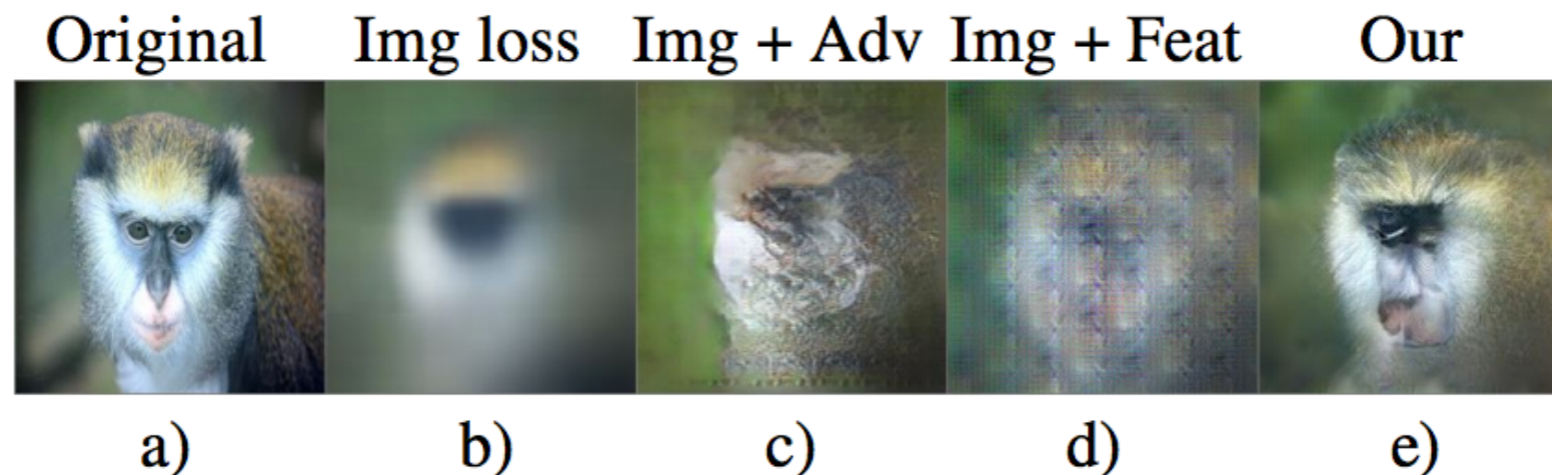 Original Img loss Img + Adv Img + Feat Our
a) b) c) d) e)